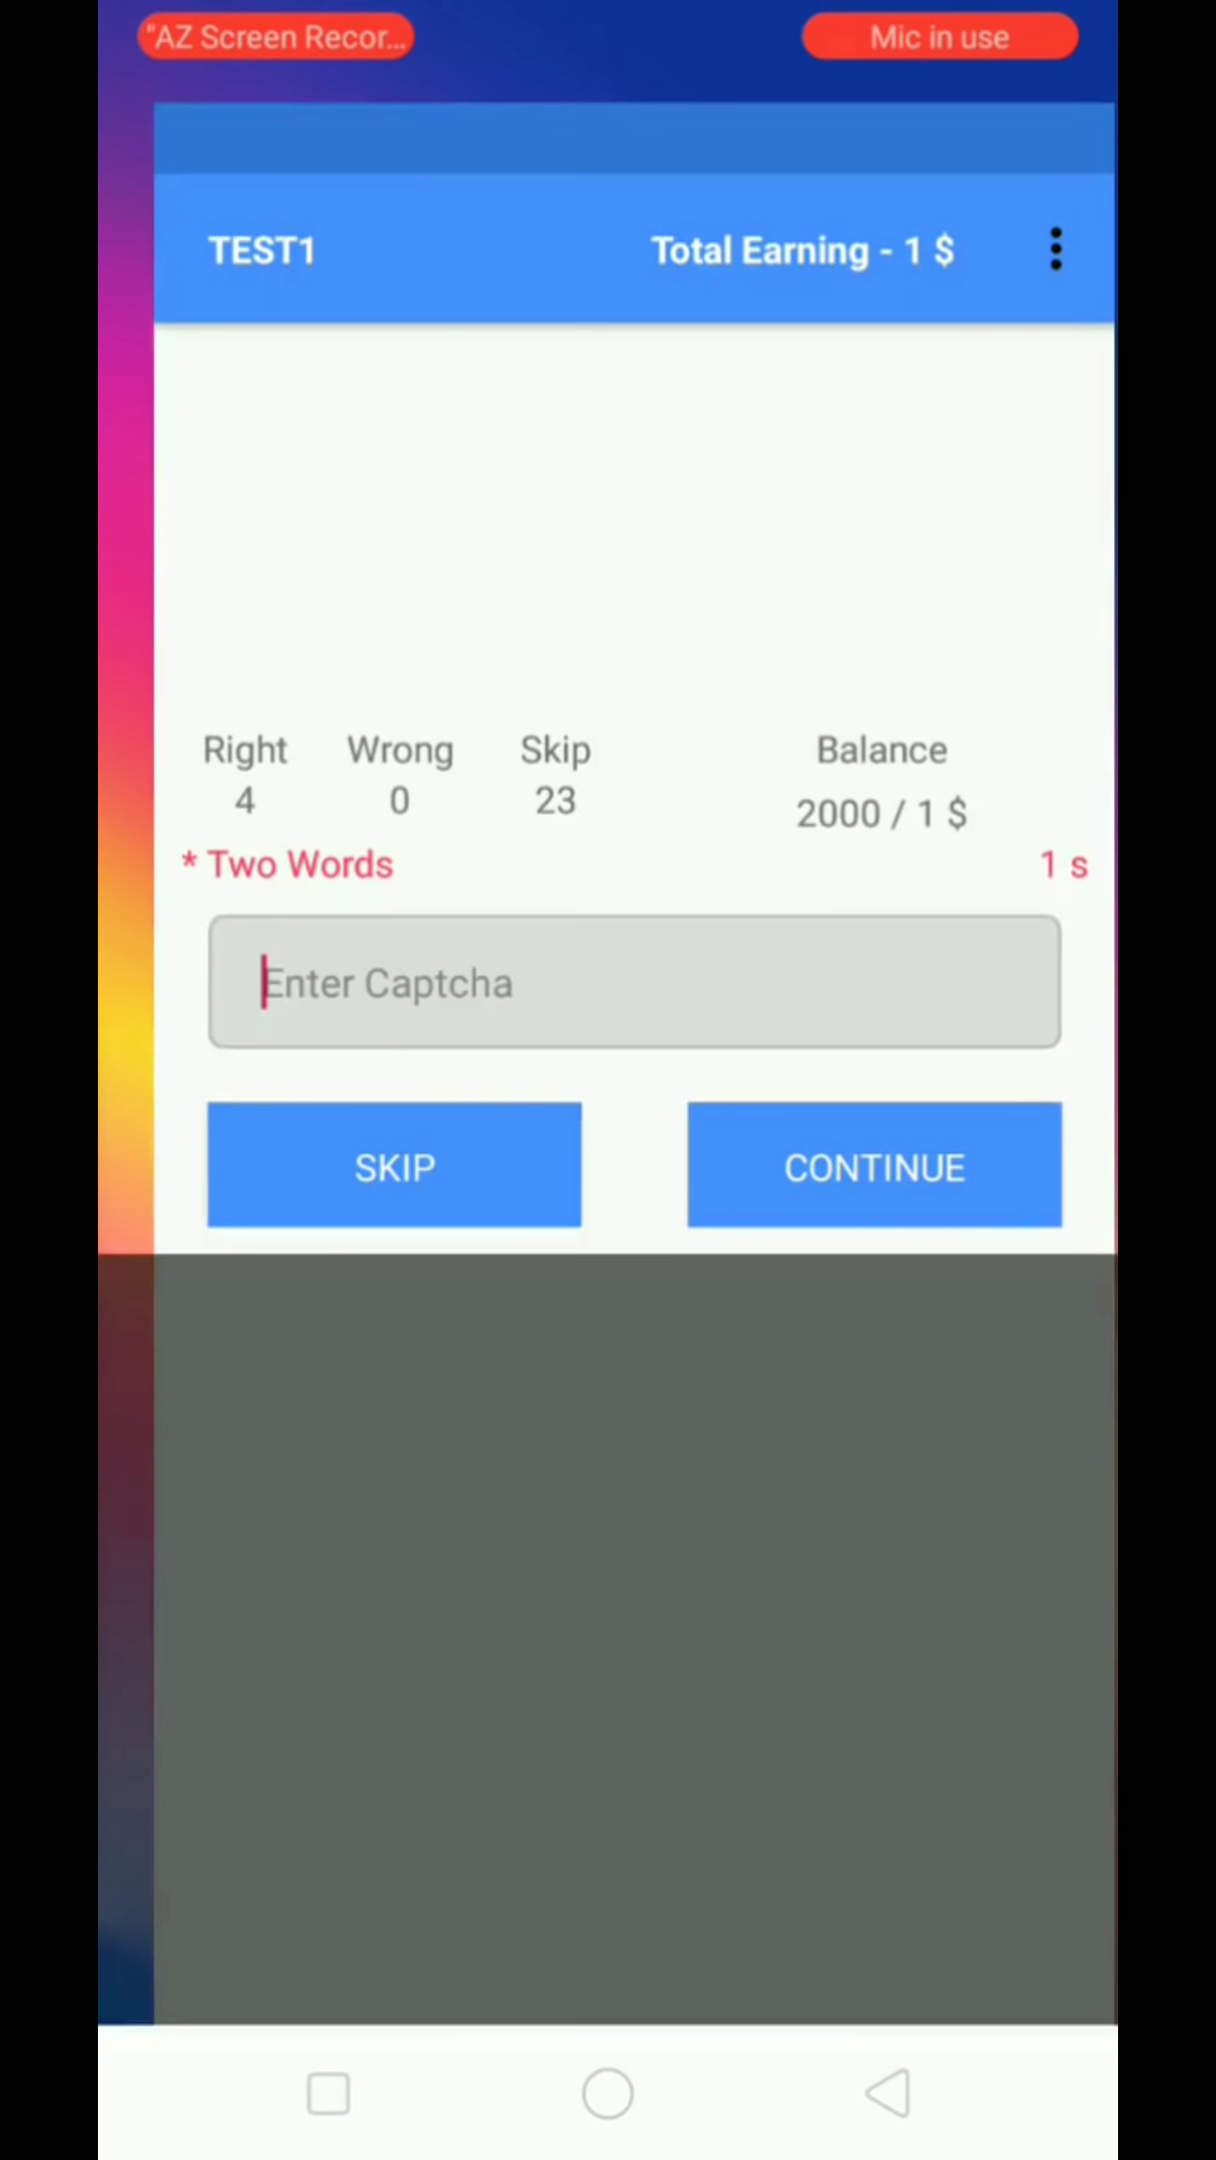 "AZ Screen Recor... Mic in use
TEST1 Total Earning - 1 $
Right Wrong Skip Balance
4 0 23 2000 / 1 $
* Two Words 1 s
Enter Captcha
SKIP CONTINUE